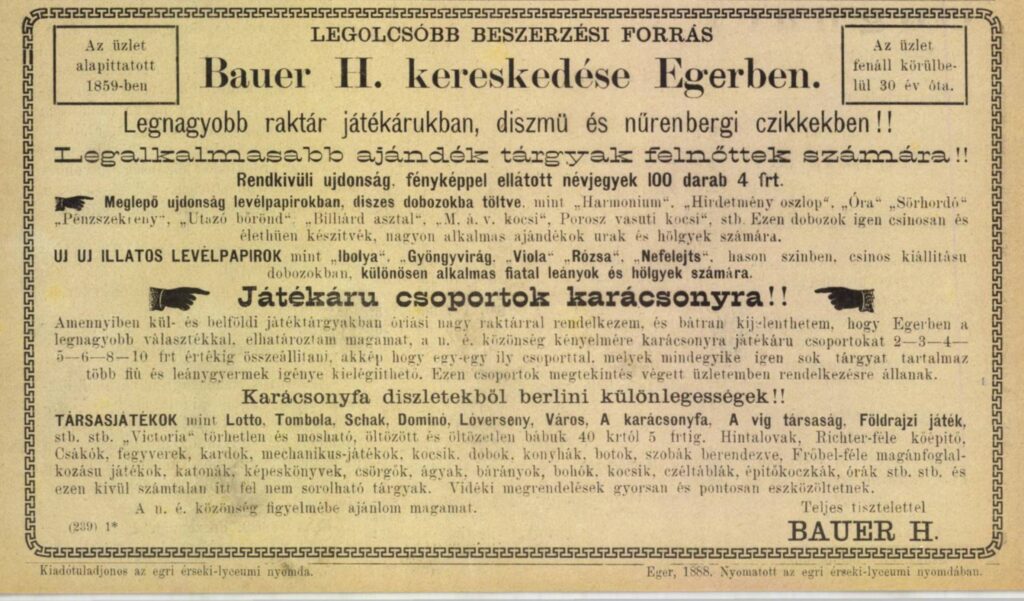 Az üzlet
alapittatott
1859-ben
LEGOLCSÓBB BESZERZÉSI FORRÁS
Bauer H. kereskedése Egerben.
Az üzlet
fenáll körülbe-
lül 30 év óta.
Legnagyobb raktár játékárukban, diszmü és nürenbergi czikkekben!!
Legalkalmasabb ajándék tárgyak felnőttek számára!!
Rendkivüli ujdonság. fényképpel ellátott névjegyek 100 darab 4 frt.
Meglepő ujdonság levélpapirokban, diszes dobozokba töltve. mint „Harmonium“. „Hirdetmény oszlop“. „Óra“ „Sörhordó“
„Pénzszekreny“, „Utazó bőrönd“. „Billiárd asztal“. „M. á. v. kocsi“, Porosz vasuti kocsi“, stb. Ezen dobozok igen csinosan és
élethüen készitvék, nagyon alkalmas ajándékok urak és hölgyek számára.
UJ UJ ILLATOS LEVÉLPAPIROK mint „Ibolya“. „Gyöngyvirág. „Viola“ „Rózsa. „Nefelejts“. hason szinben, csinos kiállitásu
dobozokban, különösen alkalmas fiatal leányok és hölgyek számára.
Játékáru csoportok karácsonyra!!
Amennyiben kül- és belföldi játéktárgyakban óriási nagy raktárral rendelkezem, és bátran kijelenthetem, hogy Egerben a
legnagyobb választékkal, elhatároztam magamat, a n. é. közönség kényelmére karácsonyra játékáru csoportokat 2—3—4—
5—6—8—10 frt értékig összeállitani, akkép hogy egy-egy ily csoporttal, melyek mindegyike igen sok tárgyat tartalmaz
több fiú és leánygyermek igénye kielégiithető. Ezen csoportok megtekintés végett üzletemben rendelkezésre állanak.
Karácsonyfa diszletekből berlini különlegességek!!
TÁRSASJÁTÉKOK mint Lotto, Tombola, Schak, Dominó, Lóverseny, Város, A karácsonyfa, A vig társaság, Földrajzi játék,
stb. stb. „Victoria“ törhetlen és mosható, öltözött és öltözetlen bábuk 40 krtól 5 frtig. Hintalovak, Richter-féle kőépitő,
Csákók, fegyverek, kardok, mechanikus-játékok, kocsik, dobok, konyhák, botok, szobák berendezve, Fröbel-féle magánfoglal-
kozásu játékok, katonák, képeskönyvek, csörgők, ágyak, bárányok, bohók, kocsik, czéltáblák, épitőkoczkák, órák stb. stb. és
ezen kivül számtalan itt fel nem sorolható tárgyak. Vidéki megrendelések gyorsan és pontosan eszközöltetnek.
A n. é. közönség figyelmébe ajánlom magamat.
Teljes tisztelettel
(239) 1*
BAUER H.
Kiadótuladjonos az egri érseki-lyceumi nyomda.
Eger, 1888. Nyomatott az egri érseki-lyceumi nyomdában.